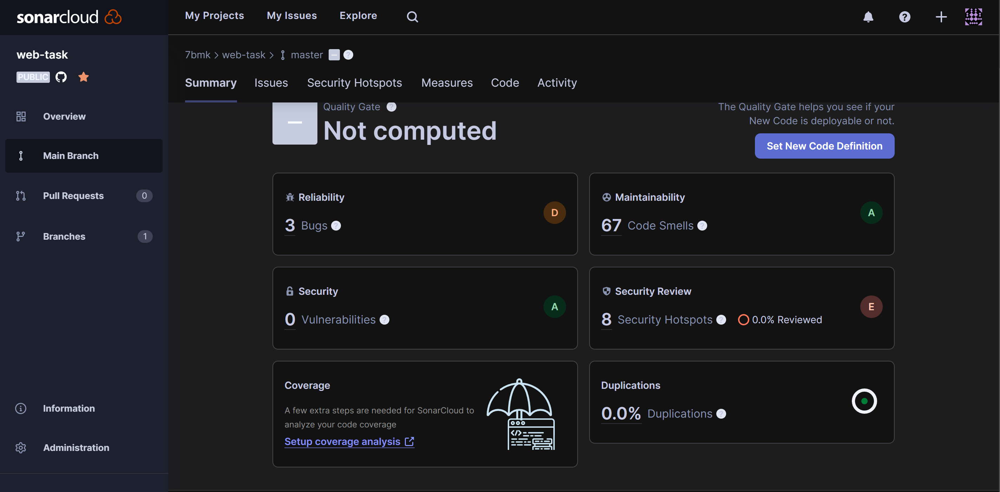 sonarcloud
My Projects My Issues Explore
web-task
PUBLIC
Overview
Main Branch
Pull Requests 0
Branches 1
Information
Administration
7bmk > web-task > master
Summary Issues Security Hotspots Measures Code Activity
Quality Gate ?
Not computed
The Quality Gate helps you see if your
New Code is deployable or not.
Set New Code Definition
Reliability
3 Bugs ?
D
Maintainability
67 Code Smells ?
A
Security
0 Vulnerabilities ?
A
Security Review
8 Security Hotspots ? 0.0% Reviewed
E
Coverage
A few extra steps are needed for SonarCloud to
analyze your code coverage
Setup coverage analysis
Duplications
0.0% Duplications ?